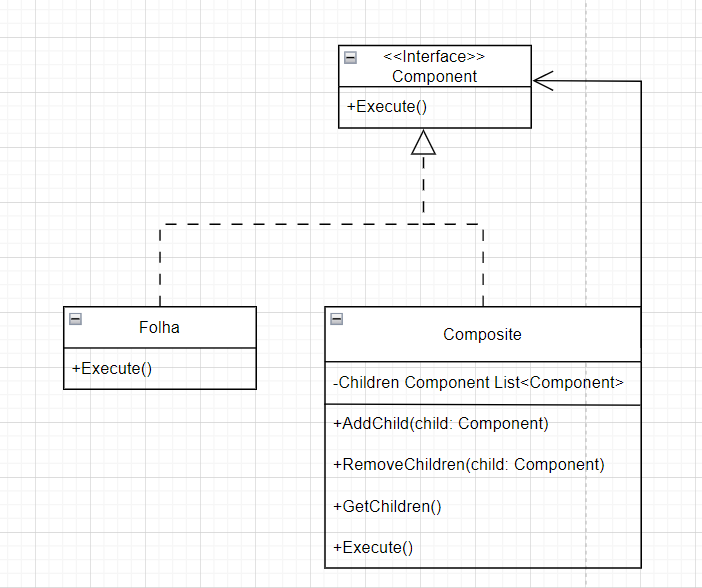 <<Interface>>
Component
+Execute()
Folha
+Execute()
Composite
-Children Component List<Component>
+AddChild(child: Component)
+RemoveChildren(child: Component)
+GetChildren()
+Execute()